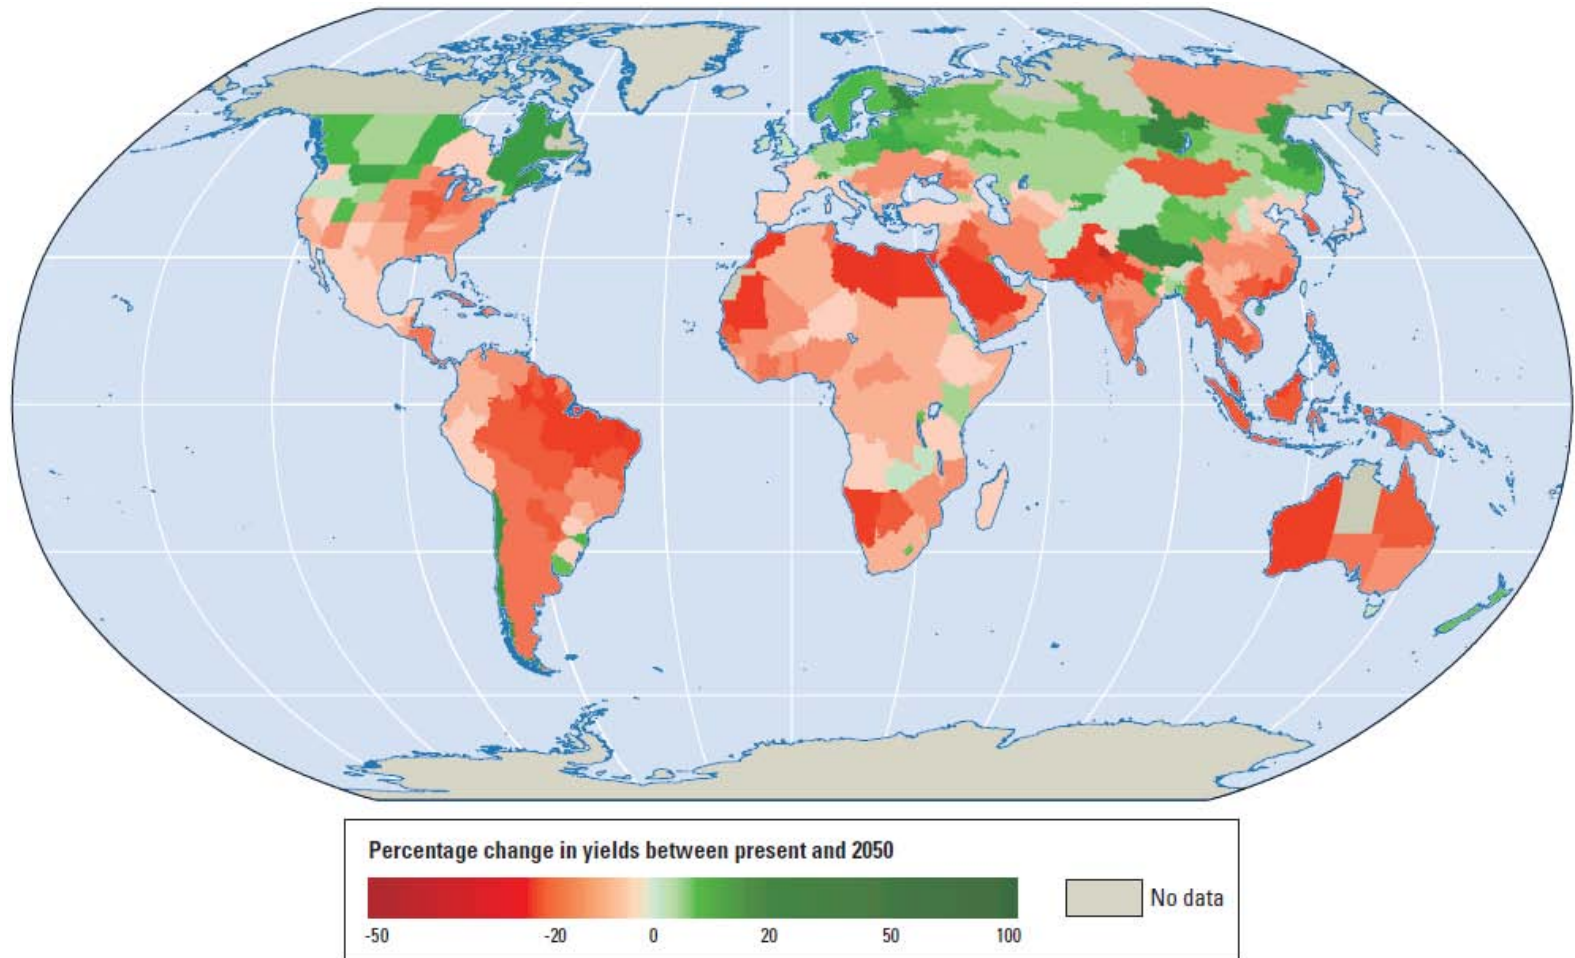 Percentage change in yields between present and 2050
No data
-50 -20 0 20 50 100